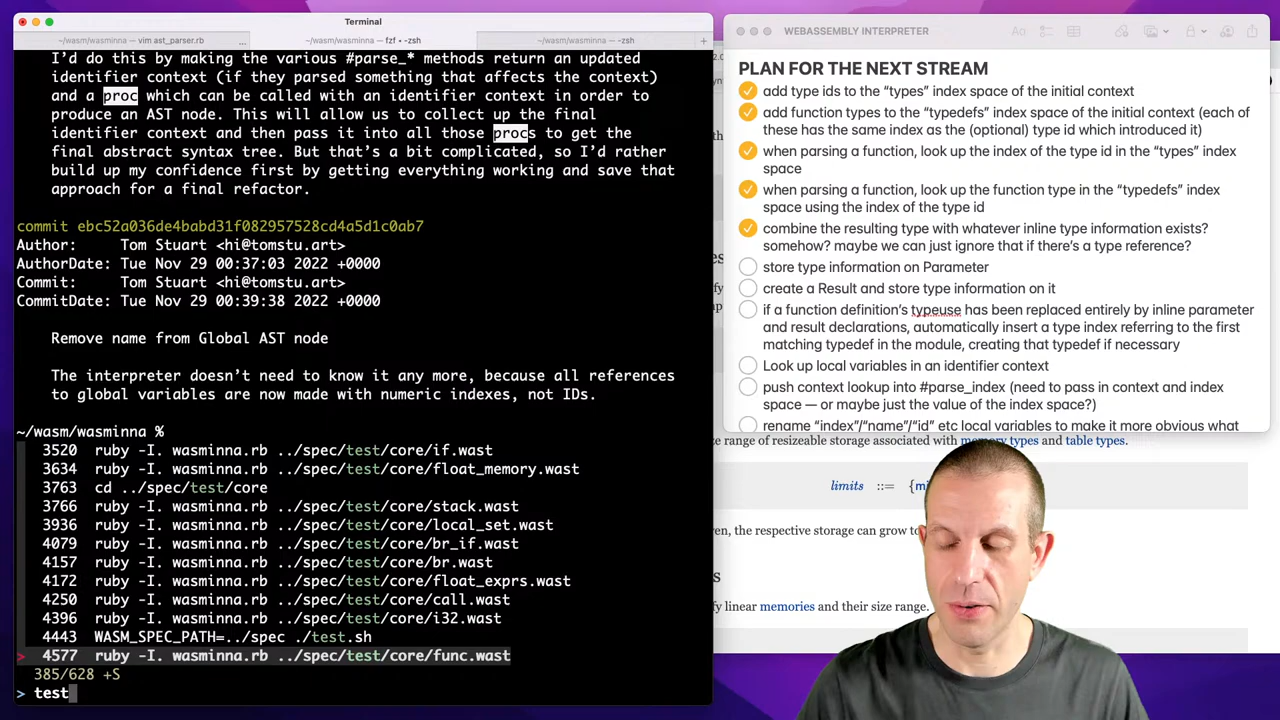 Terminal
~/wasm/wasminna — vim ast_parser.rb
...
~/wasm/wasminna — fzf • -zsh
~/wasm/wasminna — -zsh
+
I'd do this by making the various #parse_* methods return an updated
identifier context (if they parsed something that affects the context)
and a proc which can be called with an identifier context in order to
produce an AST node. This will allow us to collect up the final
identifier context and then pass it into all those procs to get the
final abstract syntax tree. But that's a bit complicated, so I'd rather
build up my confidence first by getting everything working and save that
approach for a final refactor.
commit ebc52a036de4babd31f082957528cd4a5d1c0ab7
Author: Tom Stuart <hi@tomstu.art>
AuthorDate: Tue Nov 29 00:37:03 2022 +0000
Commit: Tom Stuart <hi@tomstu.art>
CommitDate: Tue Nov 29 00:39:38 2022 +0000
Remove name from Global AST node
The interpreter doesn't need to know it any more, because all references
to global variables are now made with numeric indexes, not IDs.
~/wasm/wasminna %
3520 ruby -I. wasminna.rb ../spec/test/core/if.wast
3634 ruby -I. wasminna.rb ../spec/test/core/float_memory.wast
3763 cd ../spec/test/core
3766 ruby -I. wasminna.rb ../spec/test/core/stack.wast
3936 ruby -I. wasminna.rb ../spec/test/core/local_set.wast
4079 ruby -I. wasminna.rb ../spec/test/core/br_if.wast
4157 ruby -I. wasminna.rb ../spec/test/core/br.wast
4172 ruby -I. wasminna.rb ../spec/test/core/float_exprs.wast
4250 ruby -I. wasminna.rb ../spec/test/core/call.wast
4396 ruby -I. wasminna.rb ../spec/test/core/i32.wast
4443 WASM_SPEC_PATH=../spec ./test.sh
> 4577 ruby -I. wasminna.rb ../spec/test/core/func.wast
385/628 +S
> test
WEBASSEMBLY INTERPRETER
PLAN FOR THE NEXT STREAM
add type ids to the “types” index space of the initial context
add function types to the “typedefs” index space of the initial context (each of
these has the same index as the (optional) type id which introduced it)
when parsing a function, look up the index of the type id in the “types” index
space
when parsing a function, look up the function type in the “typedefs” index
space using the index of the type id
combine the resulting type with whatever inline type information exists?
somehow? maybe we can just ignore that if there’s a type reference?
store type information on Parameter
create a Result and store type information on it
if a function definition’s typeuse has been replaced entirely by inline parameter
and result declarations, automatically insert a type index referring to the first
matching typedef in the module, creating that typedef if necessary
Look up local variables in an identifier context
push context lookup into #parse_index (need to pass in context and index
space — or maybe just the value of the index space?)
rename “index”/“name”/“id” etc local variables to make it more obvious what
ze range of resizeable storage associated with memory types and table types.
limits ::= {
en, the respective storage can grow to
fy linear memories and their size range.